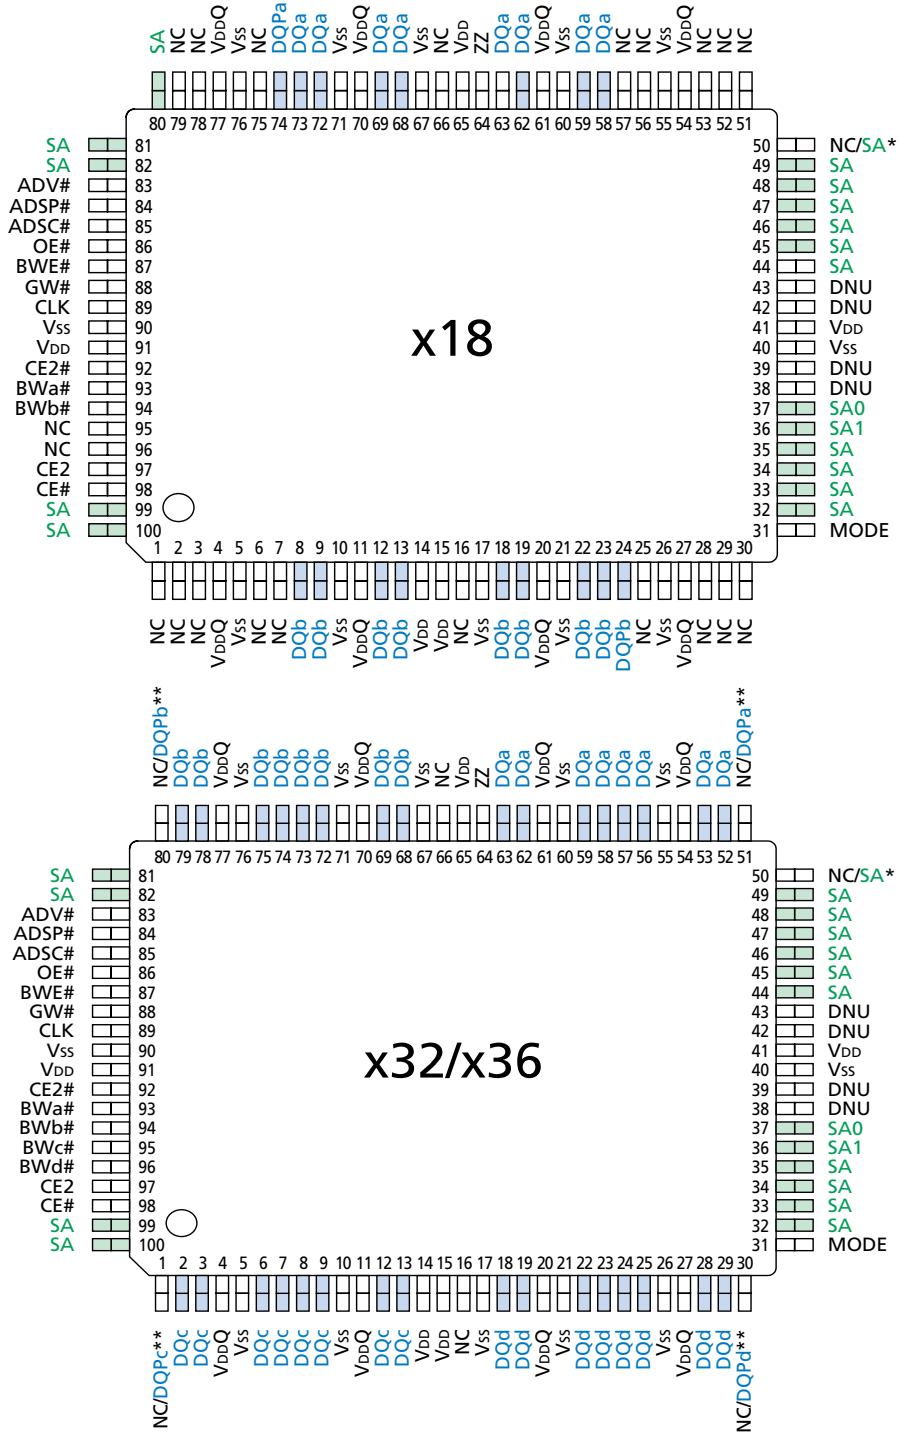 SA NC NC VDDQ VSS NC DQPa DQa DQa VSS VDDQ DQa DQa VSS NC VDD ZZ DQa DQa VDDQ VSS DQa DQa NC NC VSS VDDQ NC NC NC
80 79 78 77 76 75 74 73 72 71 70 69 68 67 66 65 64 63 62 61 60 59 58 57 56 55 54 53 52 51
SA 81 50 NC/SA*
SA 82 49 SA
ADV# 83 48 SA
ADSP# 84 47 SA
ADSC# 85 46 SA
OE# 86 45 SA
BWE# 87 44 SA
GW# 88 43 DNU
CLK 89 42 DNU
VSS 90 41 VDD
VDD 91 40 VSS
x18
CE2# 92 39 DNU
BWa# 93 38 DNU
BWb# 94 37 SA0
NC 95 36 SA1
NC 96 35 SA
CE2 97 34 SA
CE# 98 33 SA
SA 99 32 SA
SA 100 31 MODE
1 2 3 4 5 6 7 8 9 10 11 12 13 14 15 16 17 18 19 20 21 22 23 24 25 26 27 28 29 30
NC NC NC VDDQ VSS NC NC DQb DQb VSS VDDQ DQb DQb VDD VDD NC VSS DQb DQb VDDQ VSS DQb DQb DQPb NC VSS VDDQ NC NC NC
NC/DQPb** DQb DQb VDDQ VSS DQb DQb DQb DQb VSS VDDQ DQb DQb VSS NC VDD ZZ DQa DQa VDDQ VSS DQa DQa DQa DQa VSS VDDQ DQa DQa NC/DQPa**
80 79 78 77 76 75 74 73 72 71 70 69 68 67 66 65 64 63 62 61 60 59 58 57 56 55 54 53 52 51
SA 81 50 NC/SA*
SA 82 49 SA
ADV# 83 48 SA
ADSP# 84 47 SA
ADSC# 85 46 SA
OE# 86 45 SA
BWE# 87 44 SA
GW# 88 43 DNU
CLK 89 42 DNU
VSS 90 41 VDD
x32/x36
VDD 91 40 VSS
CE2# 92 39 DNU
BWa# 93 38 DNU
BWb# 94 37 SA0
BWc# 95 36 SA1
BWd# 96 35 SA
CE2 97 34 SA
CE# 98 33 SA
SA 99 32 SA
SA 100 31 MODE
1 2 3 4 5 6 7 8 9 10 11 12 13 14 15 16 17 18 19 20 21 22 23 24 25 26 27 28 29 30
NC/DQPc** DQc DQc VDDQ VSS DQc DQc DQc DQc VSS VDDQ DQc DQc VDD VDD NC VSS DQd DQd VDDQ VSS DQd DQd DQd DQd VSS VDDQ DQd DQd NC/DQPd**